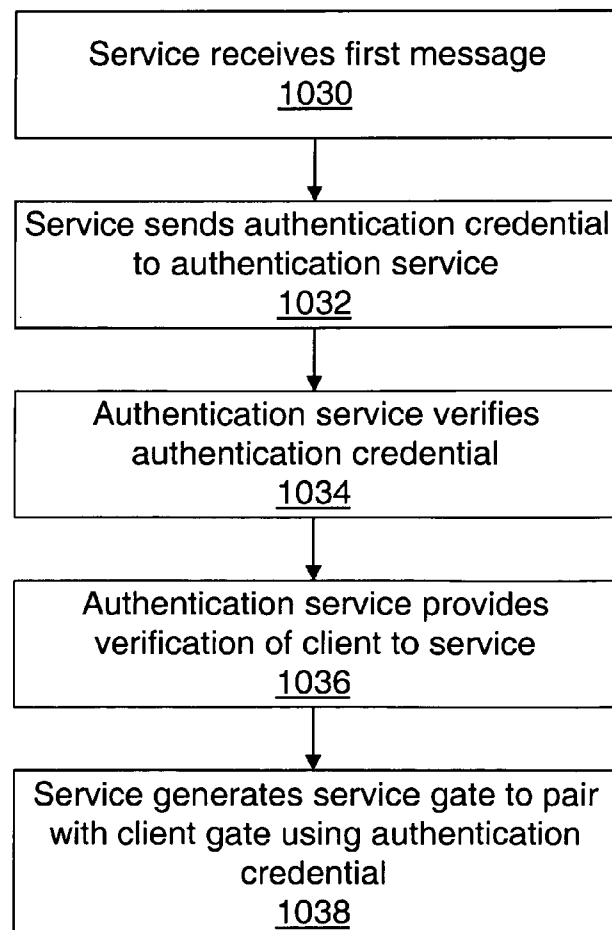 Service receives first message
1030
Service sends authentication credential
to authentication service
1032
Authentication service verifies
authentication credential
1034
Authentication service provides
verification of client to service
1036
Service generates service gate to pair
with client gate using authentication
credential
1038